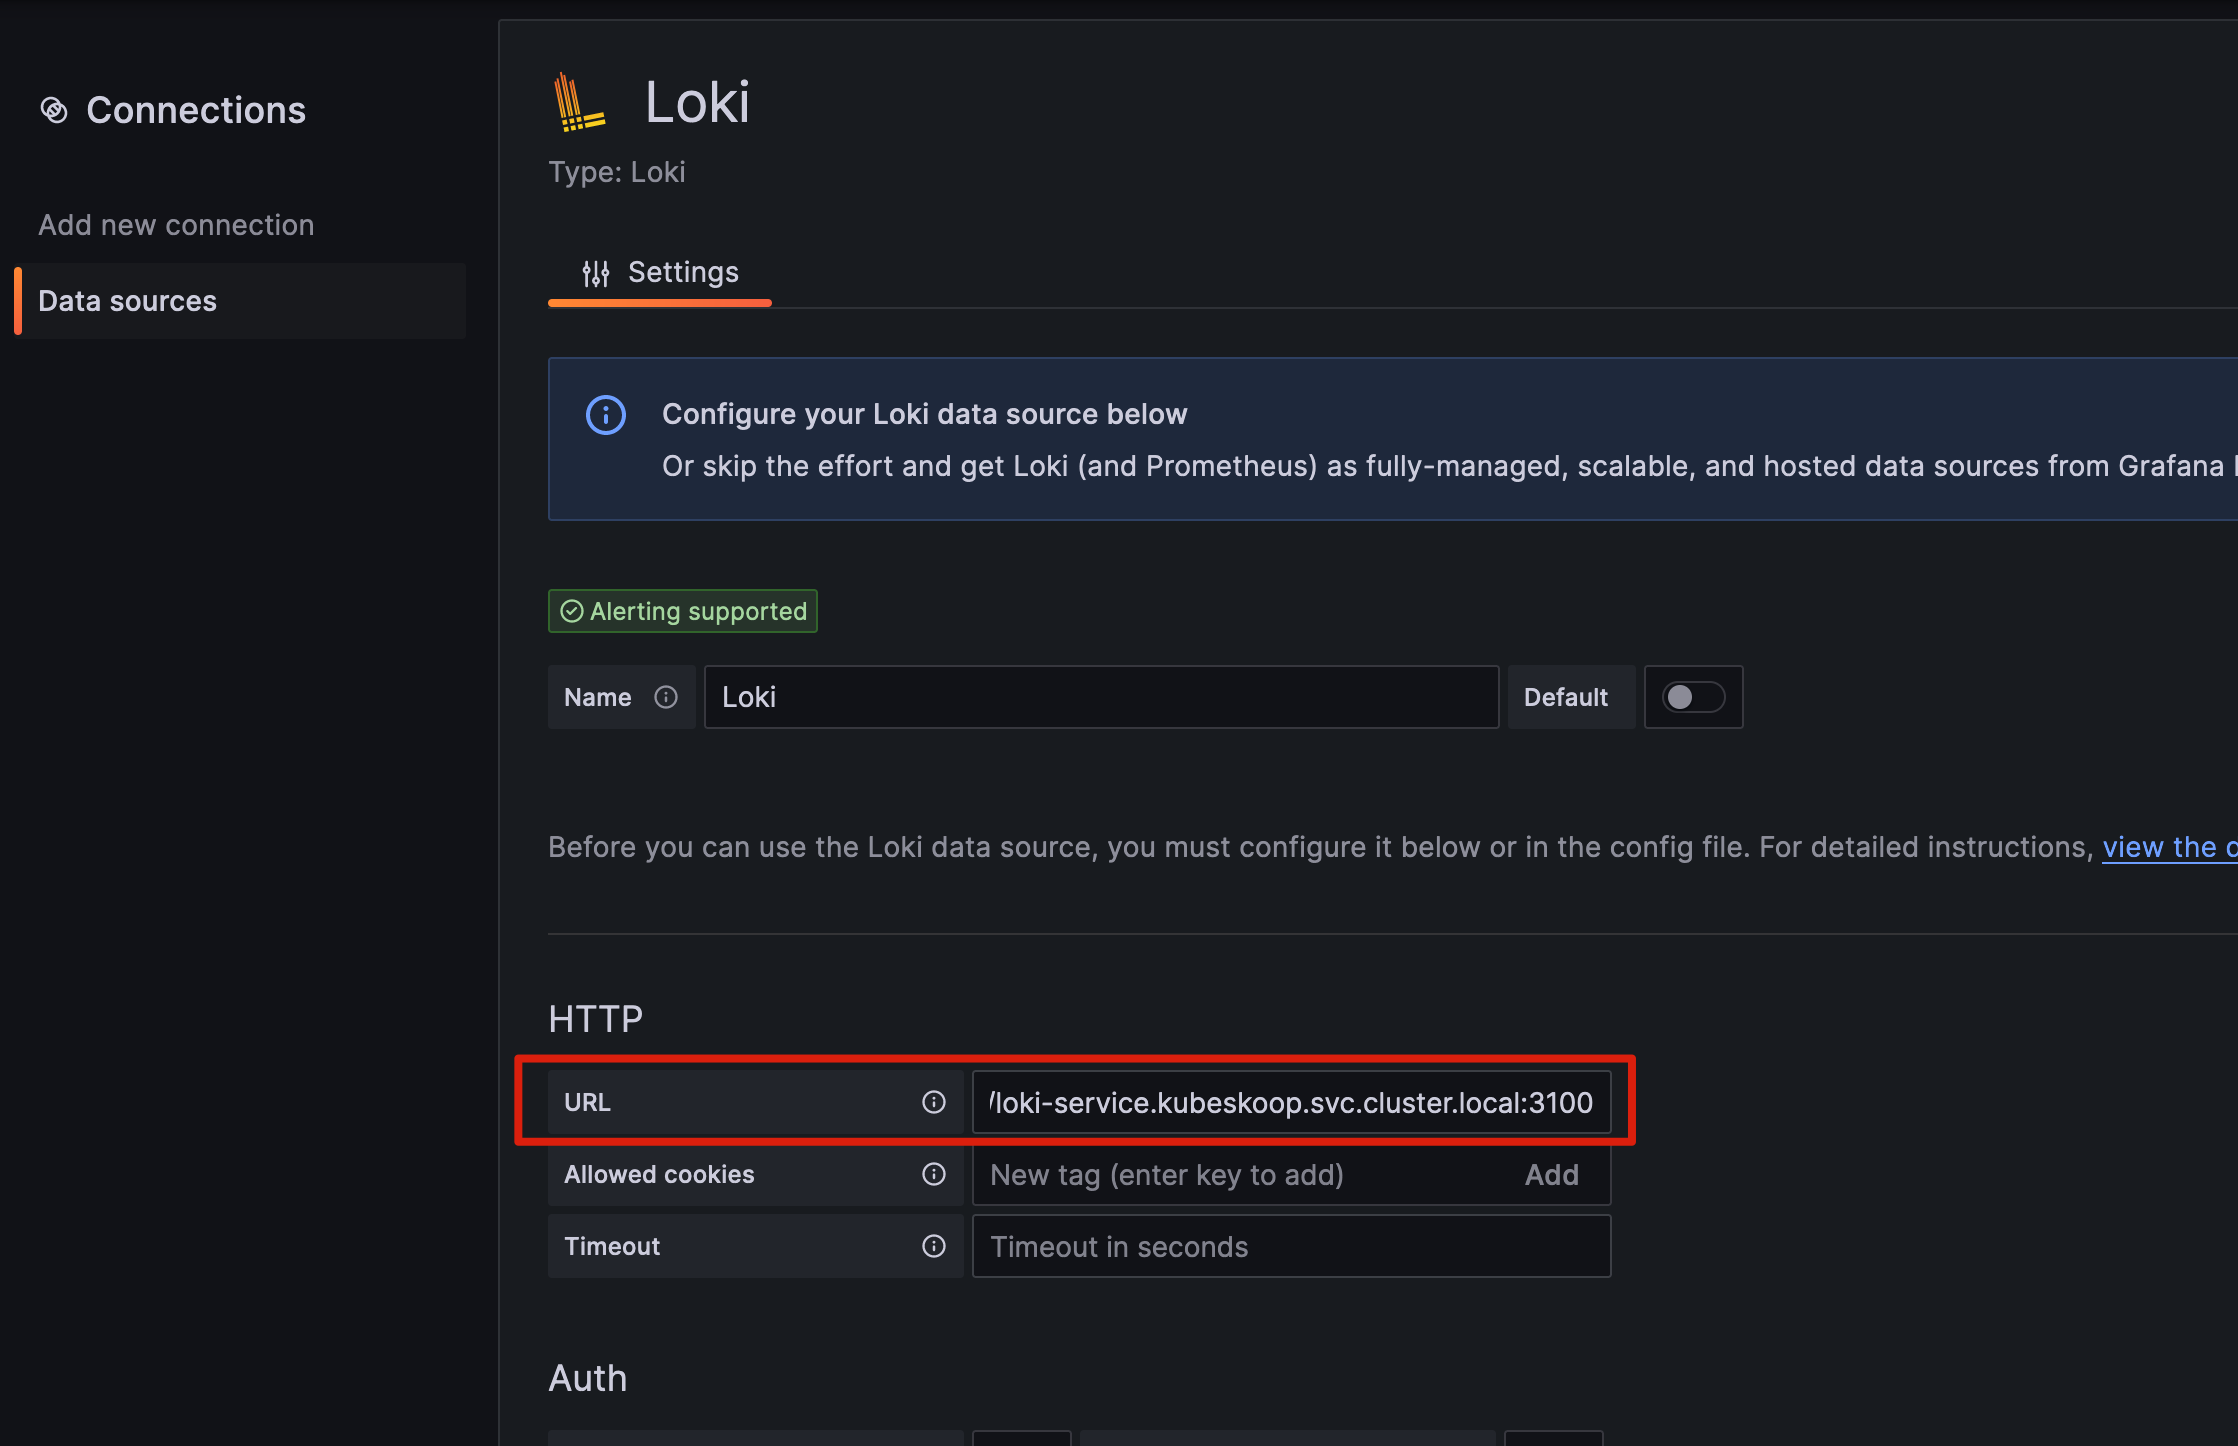 Connections
Add new connection
Data sources
Loki
Type: Loki
Settings
Configure your Loki data source below
Or skip the effort and get Loki (and Prometheus) as fully-managed, scalable, and hosted data sources from Grafana
Alerting supported
Name
Loki
Default
Before you can use the Loki data source, you must configure it below or in the config file. For detailed instructions, view the
HTTP
URL
/loki-service.kubeskoop.svc.cluster.local:3100
Allowed cookies
New tag (enter key to add)
Add
Timeout
Timeout in seconds
Auth